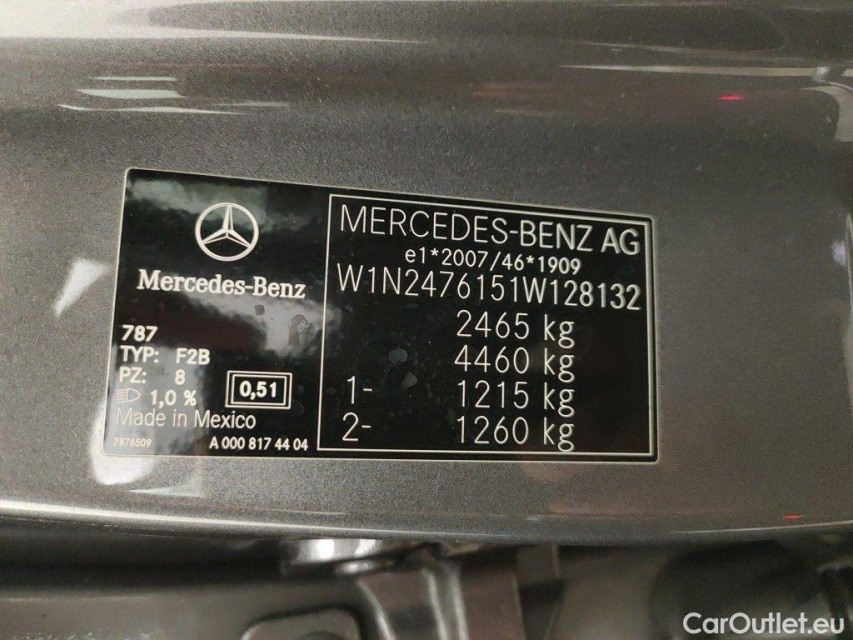 Mercedes-Benz
787
TYP: F2B
PZ: 8
1,0 %
0,51
Made in Mexico
7876509
A 000 817 44 04
MERCEDES-BENZ AG
e1*2007/46*1909
W1N2476151W128132
2465 kg
4460 kg
1- 1215 kg
2- 1260 kg
CarOutlet.eu